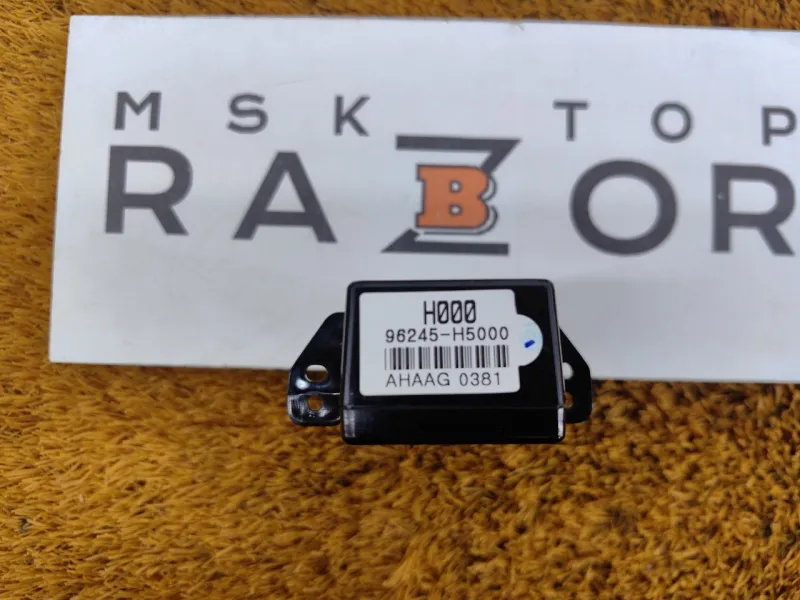 MSK TOP
RAZBOR
H000
96245-H5000
AHAAG 0381